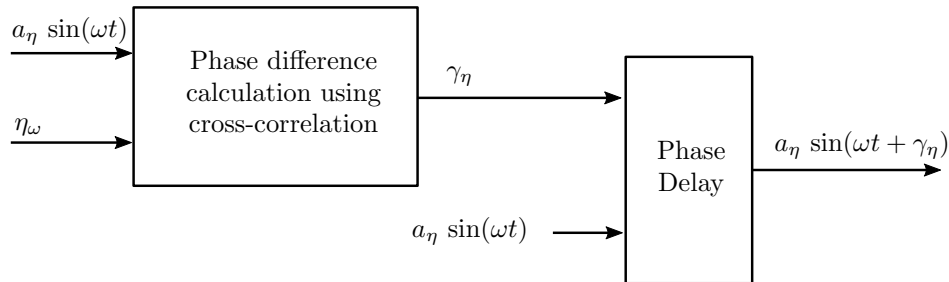 a_η sin(ωt)
η_ω
Phase difference
calculation using
cross-correlation
γ_η
a_η sin(ωt)
Phase
Delay
a_η sin(ωt + γ_η)